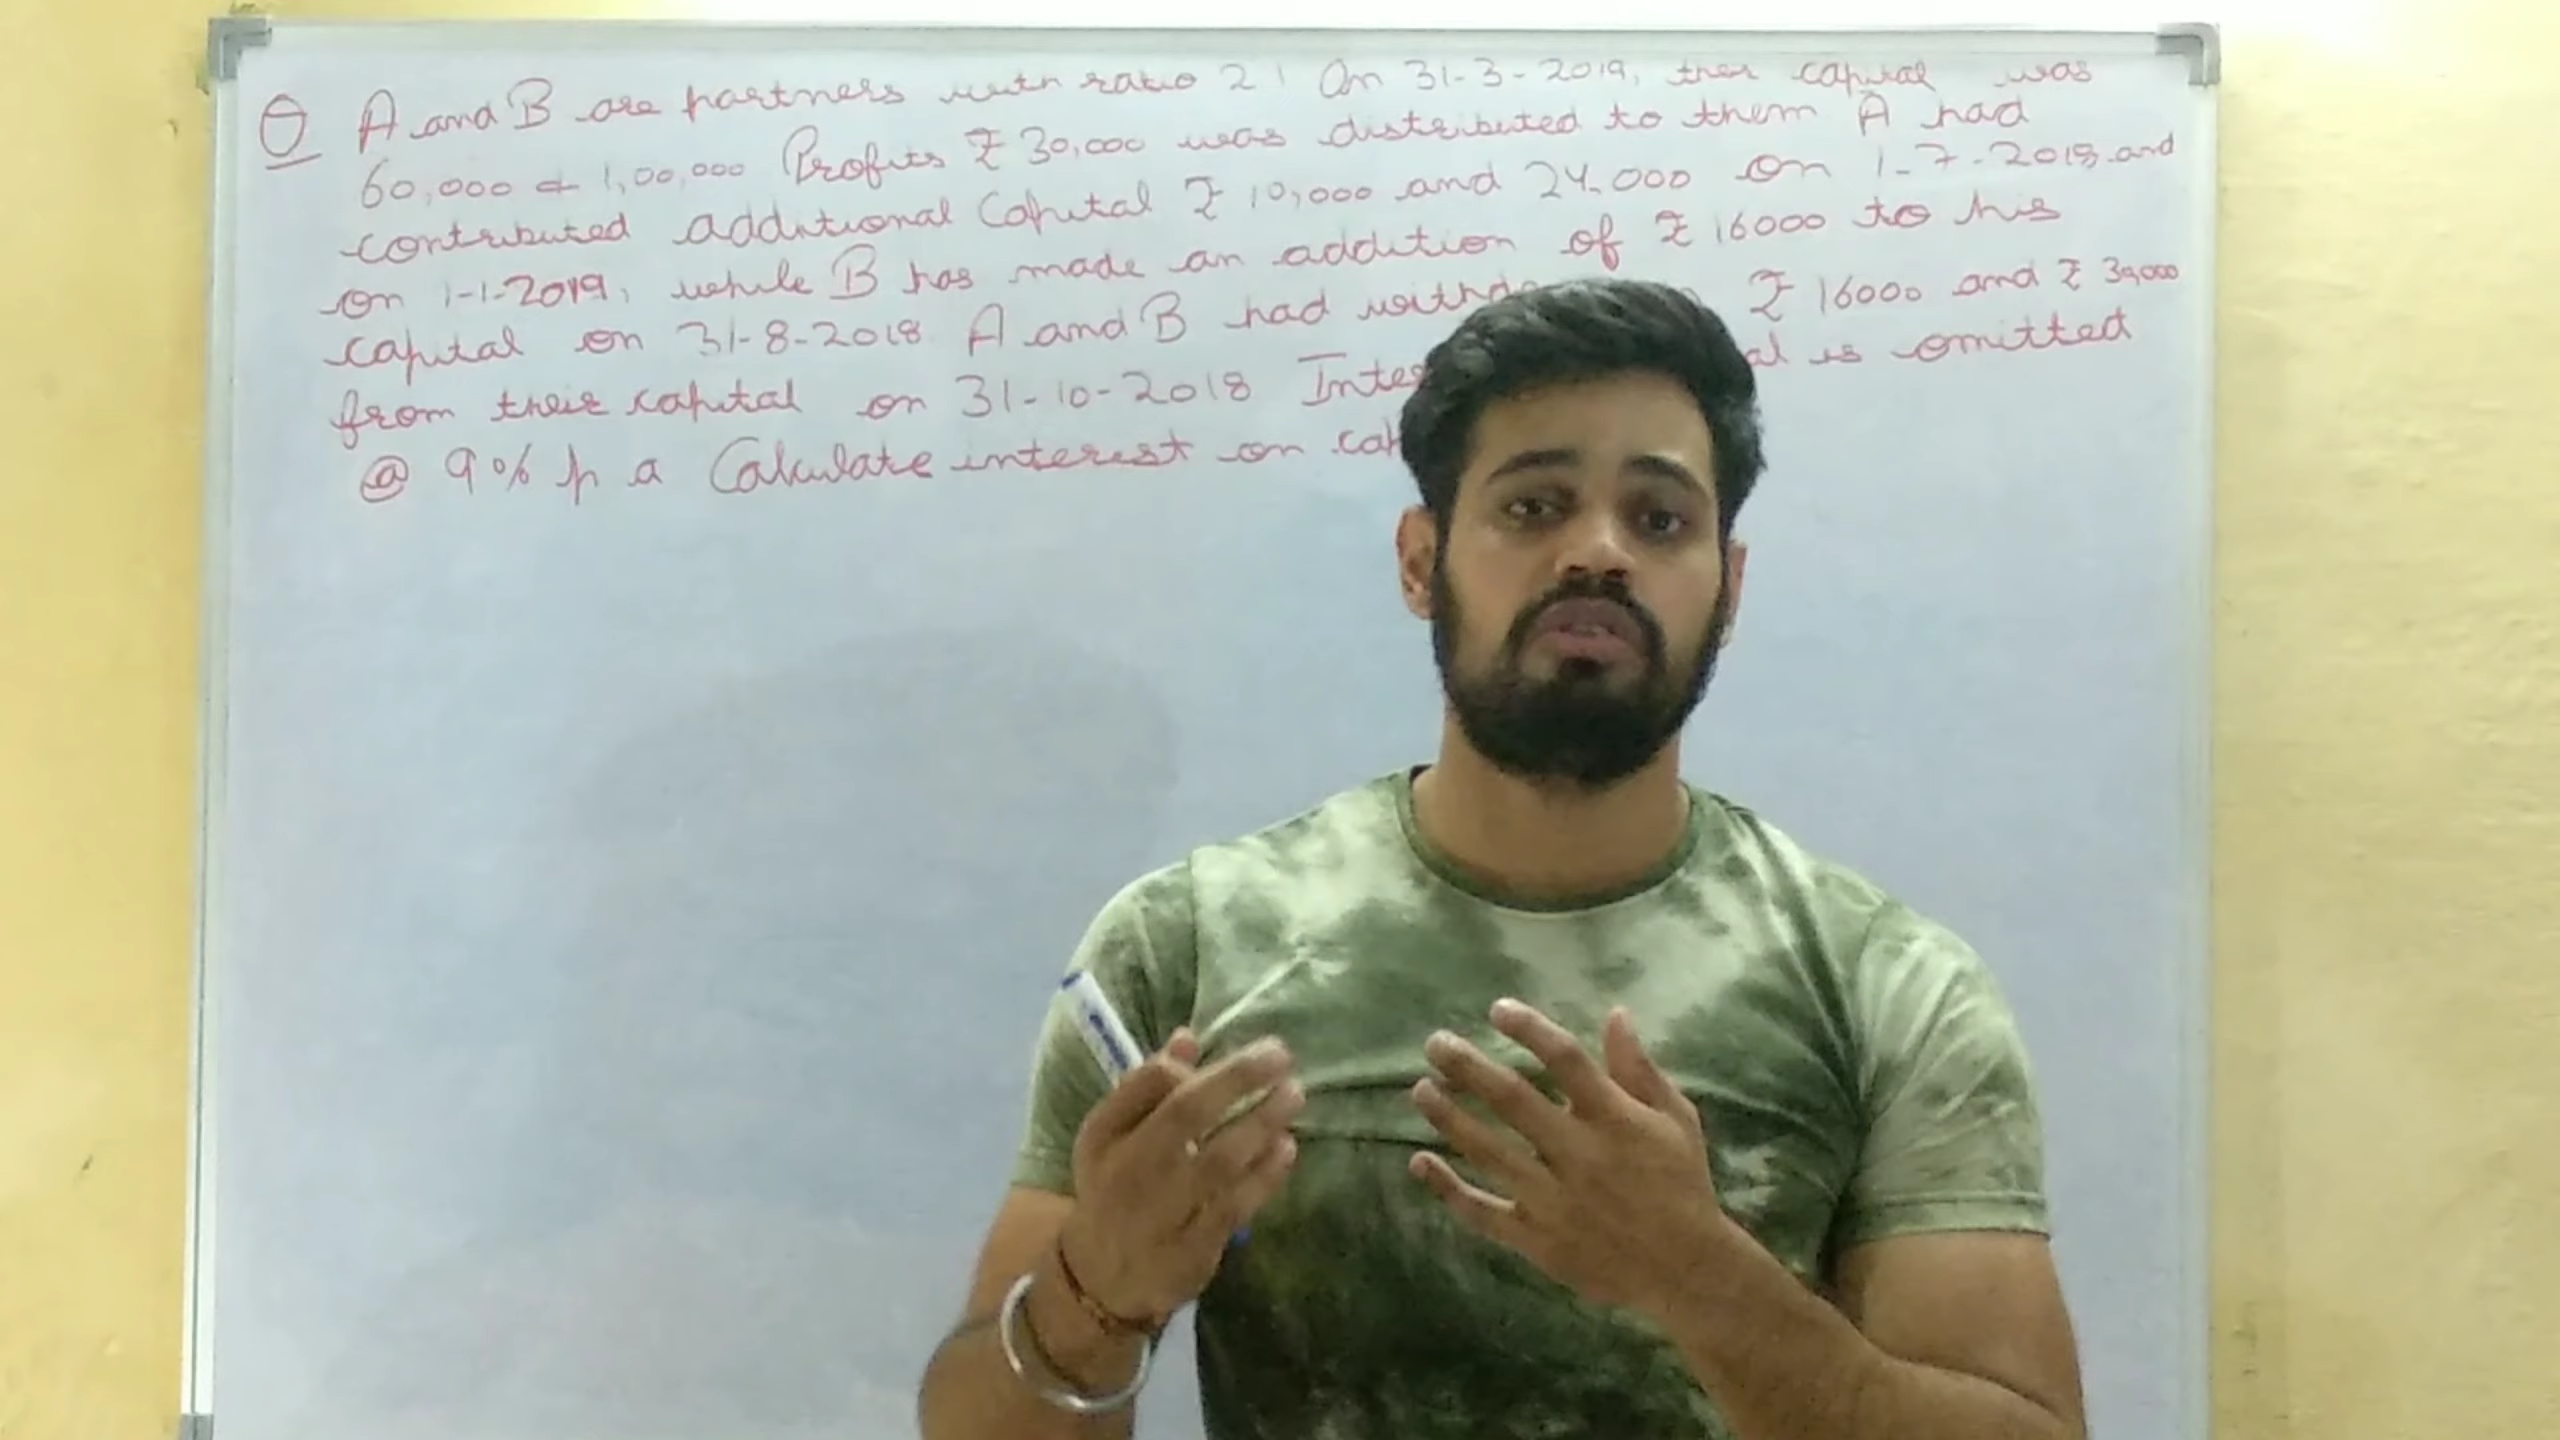 Q A and B are partners with ratio 2 1 On 31-3-2019, their capital was
60,000 & 1,00,000 Profits ₹ 30,000 was distributed to them A had
contributed additional Capital ₹ 10,000 and 24,000 on 1-7-2018 and
on 1-1-2019, while B has made an addition of ₹ 16000 to his
capital on 31-8-2018 A and B had ₹ 16000 and ₹ 30,000
from their capital on 31-10-2018 is omitted
@ 9% p a Calculate interest on